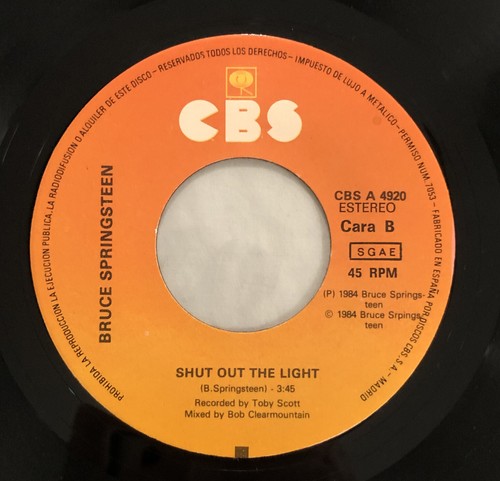 PROHIBIDA LA REPRODUCCION, LA EJECUCION PUBLICA, LA RADIODIFUSION O ALQUILER DE ESTE DISCO - RESERVADOS TODOS LOS DERECHOS - IMPUESTO DE LUJO A METALICO - PERMISO NUM. 7053 - FABRICADO EN ESPAÑA POR DISCOS CBS, S.A. - MADRID
CBS
BRUCE SPRINGSTEEN
CBS A 4920
ESTEREO
Cara B
SGAE
45 RPM
(P) 1984 Bruce Springs-
teen
© 1984 Bruce Srpings-
teen
SHUT OUT THE LIGHT
(B.Springsteen) - 3:45
Recorded by Toby Scott
Mixed by Bob Clearmountain